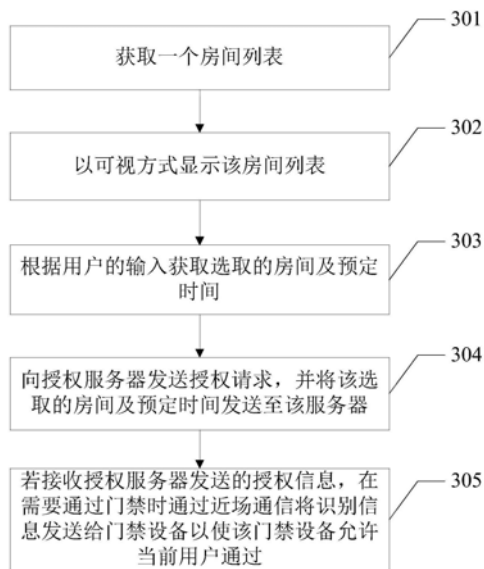 301
获取一个房间列表
302
以可视方式显示该房间列表
303
根据用户的输入获取选取的房间及预定
时间
304
向授权服务器发送授权请求，并将该选
取的房间及预定时间发送至该服务器
305
若接收授权服务器发送的授权信息，在
需要通过门禁时通过近场通信将识别信
息发送给门禁设备以使该门禁设备允许
当前用户通过